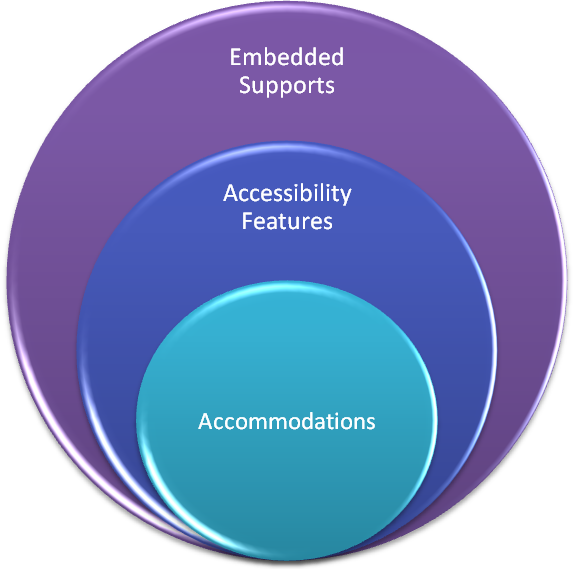 Embedded
Supports
Accessibility
Features
Accommodations